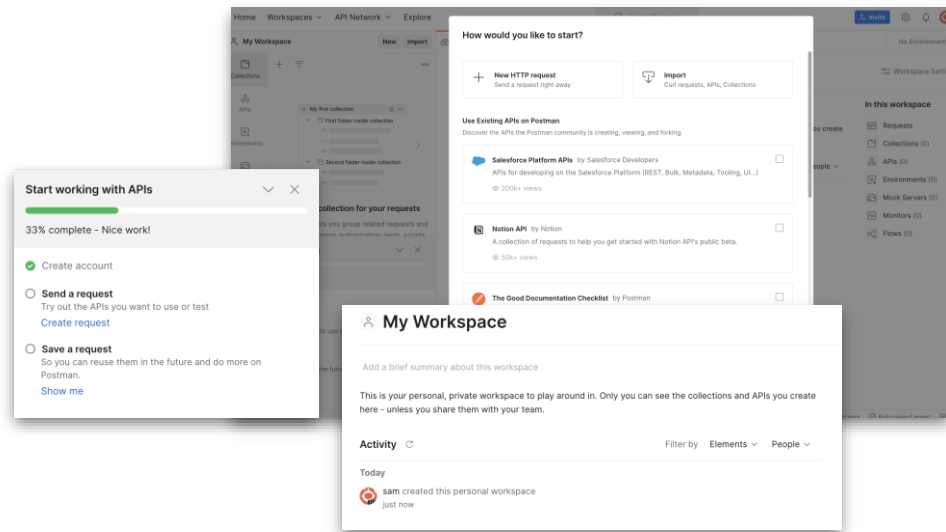 Home Workspaces API Network Explore
Invite
My Workspace New Import
No Environment
Collections
APIs
My first collection
First folder inside collection
Second folder inside collection
collection for your requests
you group related requests and
How would you like to start?
New HTTP request
Send a request right away
Import
Curl requests, APIs, Collections
Use Existing APIs on Postman
Discover the APIs the Postman community is creating, viewing, and forking.
Salesforce Platform APIs by Salesforce Developers
APIs for developing on the Salesforce Platform (REST, Bulk, Metadata, Tooling, UI...)
200k+ views
Notion API by Notion
A collection of requests to help you get started with Notion API's public beta.
50k+ views
The Good Documentation Checklist by Postman
you create
In this workspace
Requests
Collections (0)
APIs (0)
Environments (0)
Mock Servers (0)
Monitors (0)
Flows (0)
Start working with APIs
33% complete - Nice work!
Create account
Send a request
Try out the APIs you want to use or test
Create request
Save a request
So you can reuse them in the future and do more on
Postman.
Show me
My Workspace
Add a brief summary about this workspace
This is your personal, private workspace to play around in. Only you can see the collections and APIs you create
here - unless you share them with your team.
Activity Filter by Elements People
Today
sam created this personal workspace
just now